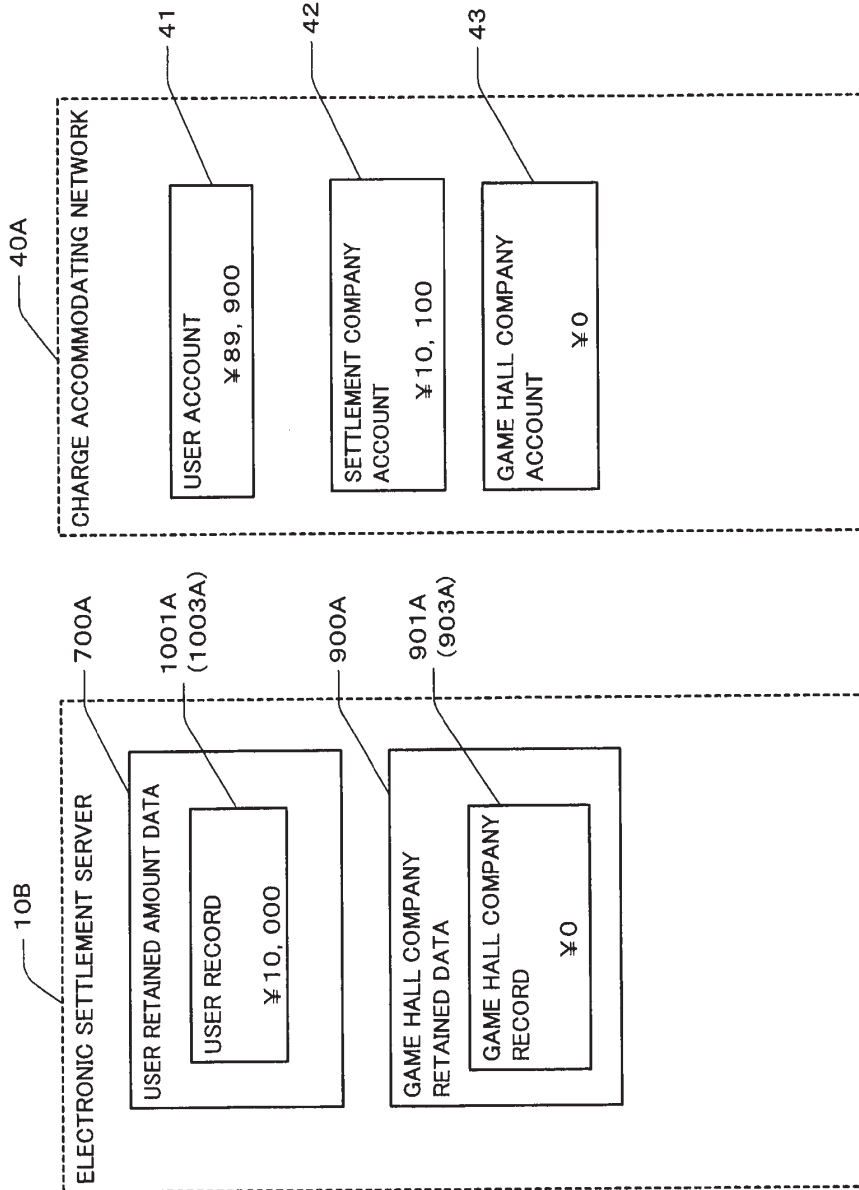 10B
ELECTRONIC SETTLEMENT SERVER
700A
USER RETAINED AMOUNT DATA
1001A
(1003A)
USER RECORD
¥10, 000
900A
GAME HALL COMPANY
RETAINED DATA
901A
(903A)
GAME HALL COMPANY
RECORD
¥0
40A
CHARGE ACCOMMODATING NETWORK
41
USER ACCOUNT
¥89, 900
42
SETTLEMENT COMPANY
ACCOUNT
¥10, 100
43
GAME HALL COMPANY
ACCOUNT
¥0